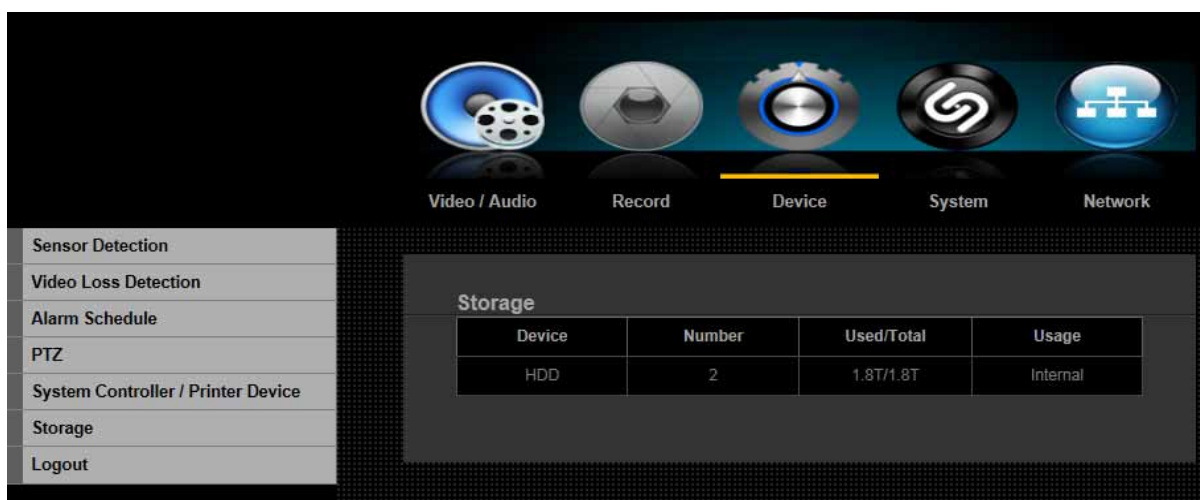 Video / Audio Record Device System Network
Sensor Detection
Video Loss Detection
Alarm Schedule
PTZ
System Controller / Printer Device
Storage
Logout
Storage
Device Number Used/Total Usage
HDD 2 1.8T/1.8T Internal